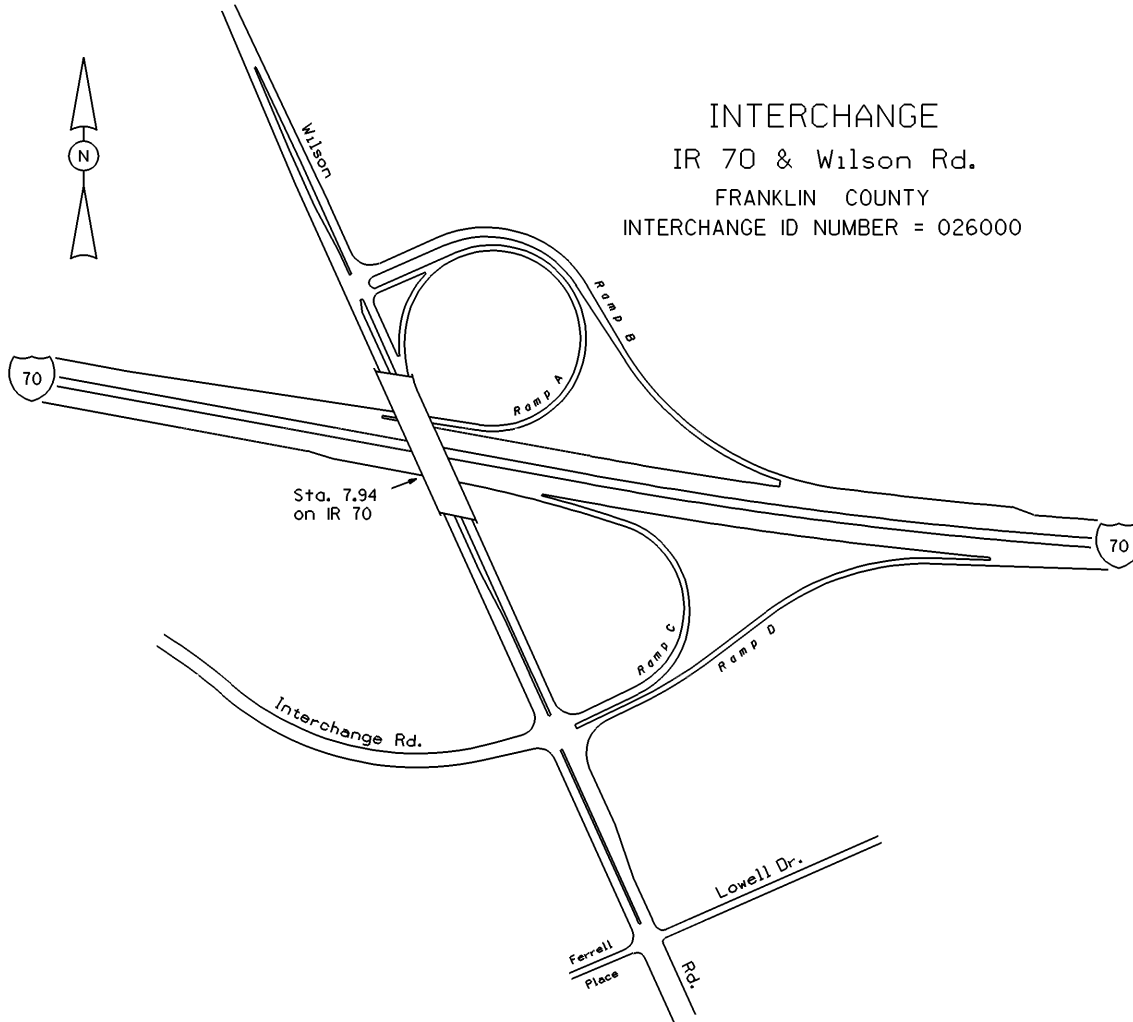 INTERCHANGE
IR 70 & Wilson Rd.
FRANKLIN COUNTY
INTERCHANGE ID NUMBER = 026000
N
Wilson
Ramp B
70
Ramp A
Sta. 7.94
on IR 70
70
Ramp C
Ramp D
Interchange Rd.
Lowell Dr.
Ferrell
Place
Rd.